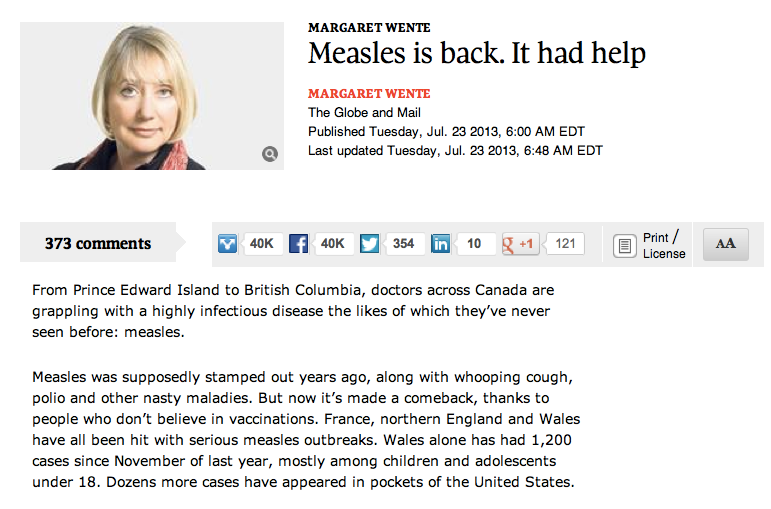 MARGARET WENTE
Measles is back. It had help
MARGARET WENTE
The Globe and Mail
Published Tuesday, Jul. 23 2013, 6:00 AM EDT
Last updated Tuesday, Jul. 23 2013, 6:48 AM EDT
373 comments
40K
40K
354
in 10
g +1 121
Print /
License
AA
From Prince Edward Island to British Columbia, doctors across Canada are
grappling with a highly infectious disease the likes of which they’ve never
seen before: measles.
Measles was supposedly stamped out years ago, along with whooping cough,
polio and other nasty maladies. But now it’s made a comeback, thanks to
people who don’t believe in vaccinations. France, northern England and Wales
have all been hit with serious measles outbreaks. Wales alone has had 1,200
cases since November of last year, mostly among children and adolescents
under 18. Dozens more cases have appeared in pockets of the United States.